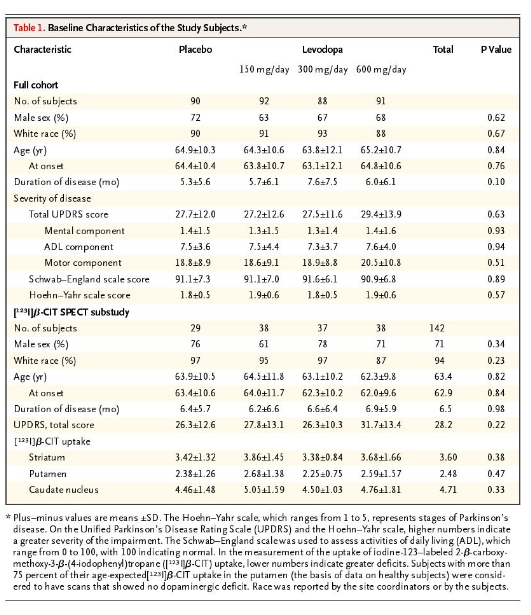 Table 1. Baseline Characteristics of the Study Subjects.*
Characteristic Placebo Levodopa Total P Value
150 mg/day 300 mg/day 600 mg/day
Full cohort
No. of subjects 90 92 88 91
Male sex (%) 72 63 67 68 0.62
White race (%) 90 91 93 88 0.67
Age (yr) 64.9±10.3 64.3±10.6 63.8±12.1 65.2±10.7 0.84
At onset 64.4±10.4 63.8±10.7 63.1±12.1 64.8±10.6 0.76
Duration of disease (mo) 5.3±5.6 5.7±6.1 7.6±7.5 6.0±6.1 0.10
Severity of disease
Total UPDRS score 27.7±12.0 27.2±12.6 27.5±11.6 29.4±13.9 0.63
Mental component 1.4±1.5 1.3±1.5 1.3±1.4 1.4±1.6 0.93
ADL component 7.5±3.6 7.5±4.4 7.3±3.7 7.6±4.0 0.94
Motor component 18.8±8.9 18.6±9.1 18.9±8.8 20.5±10.8 0.51
Schwab–England scale score 91.1±7.3 91.1±7.0 91.6±6.1 90.9±6.8 0.89
Hoehn–Yahr scale score 1.8±0.5 1.9±0.6 1.8±0.5 1.9±0.6 0.57
[¹²³I]β-CIT SPECT substudy
No. of subjects 29 38 37 38 142
Male sex (%) 76 61 78 71 71 0.34
White race (%) 97 95 97 87 94 0.23
Age (yr) 63.9±10.5 64.5±11.8 63.1±10.2 62.3±9.8 63.4 0.82
At onset 63.4±10.6 64.0±11.7 62.3±10.2 62.0±9.6 62.9 0.84
Duration of disease (mo) 6.4±5.7 6.2±6.6 6.6±6.4 6.9±5.9 6.5 0.98
UPDRS, total score 26.3±12.6 27.8±13.1 26.3±10.3 31.7±13.4 28.2 0.22
[¹²³I]β-CIT uptake
Striatum 3.42±1.32 3.86±1.45 3.38±0.84 3.68±1.66 3.60 0.38
Putamen 2.38±1.26 2.68±1.38 2.25±0.75 2.59±1.57 2.48 0.47
Caudate nucleus 4.46±1.48 5.05±1.59 4.50±1.03 4.76±1.81 4.71 0.33
* Plus–minus values are means ±SD. The Hoehn–Yahr scale, which ranges from 1 to 5, represents stages of Parkinson's
disease. On the Unified Parkinson's Disease Rating Scale (UPDRS) and the Hoehn–Yahr scale, higher numbers indicate
a greater severity of the impairment. The Schwab–England scale was used to assess activities of daily living (ADL), which
range from 0 to 100, with 100 indicating normal. In the measurement of the uptake of iodine-123–labeled 2-β-carboxy-
methoxy-3-β-(4-iodophenyl)tropane ([¹²³I]β-CIT) uptake, lower numbers indicate greater deficits. Subjects with more
than 75 percent of their age-expected[¹²³I]β-CIT uptake in the putamen (the basis of data on healthy subjects) were consid-
ered to have scans that showed no dopaminergic deficit. Race was reported by the site coordinators or by the subjects.